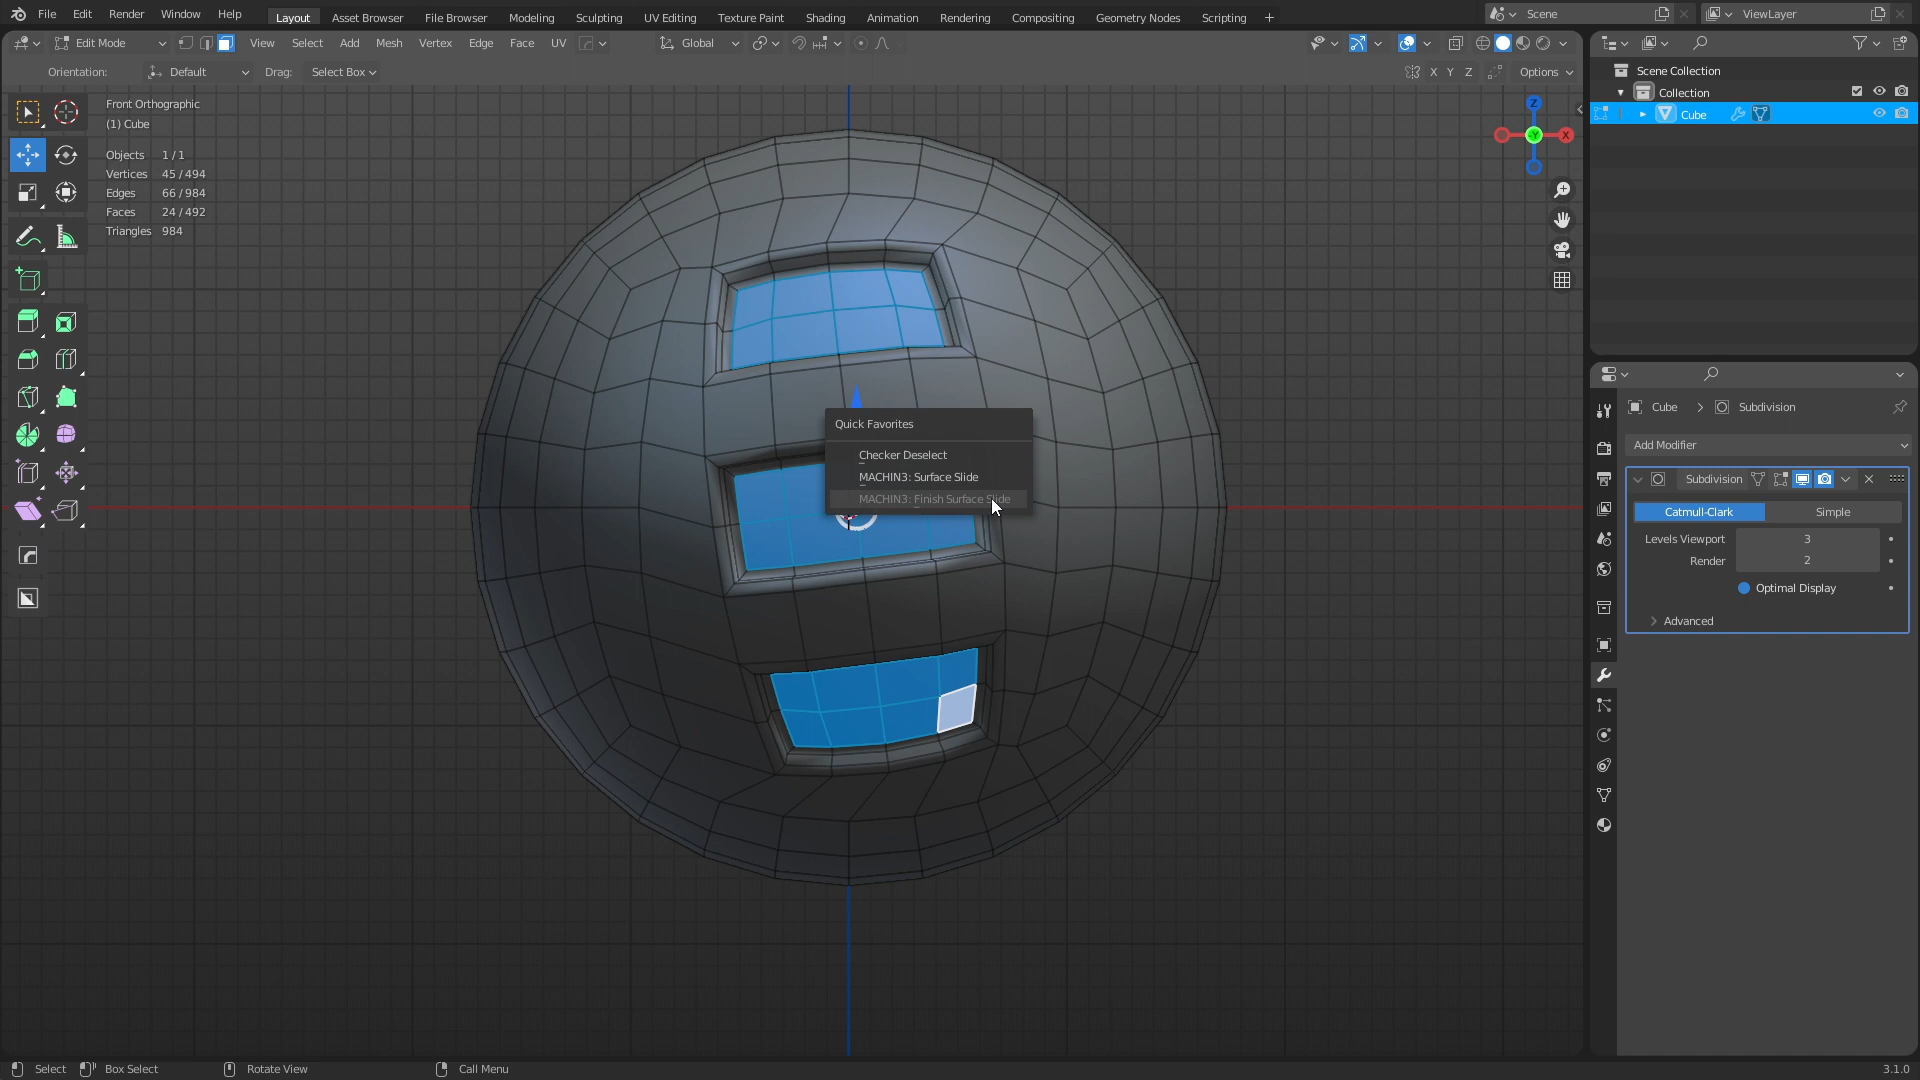 File Edit Render Window Help Layout Asset Browser File Browser Modeling Sculpting UV Editing Texture Paint Shading Animation Rendering Compositing Geometry Nodes Scripting + Scene ViewLayer
Edit Mode View Select Add Mesh Vertex Edge Face UV Global
Orientation: Default Drag: Select Box X Y Z Options
Front Orthographic
(1) Cube
Objects 1 / 1
Vertices 45 / 494
Edges 66 / 984
Faces 24 / 492
Triangles 984
Z
Y
X
Quick Favorites
Checker Deselect
MACHIN3: Surface Slide
MACHIN3: Finish Surface Slide
Scene Collection
Collection
Cube
Cube Subdivision
Add Modifier
Subdivision
Catmull-Clark Simple
Levels Viewport 3
Render 2
Optimal Display
Advanced
Select Box Select Rotate View Call Menu 3.1.0